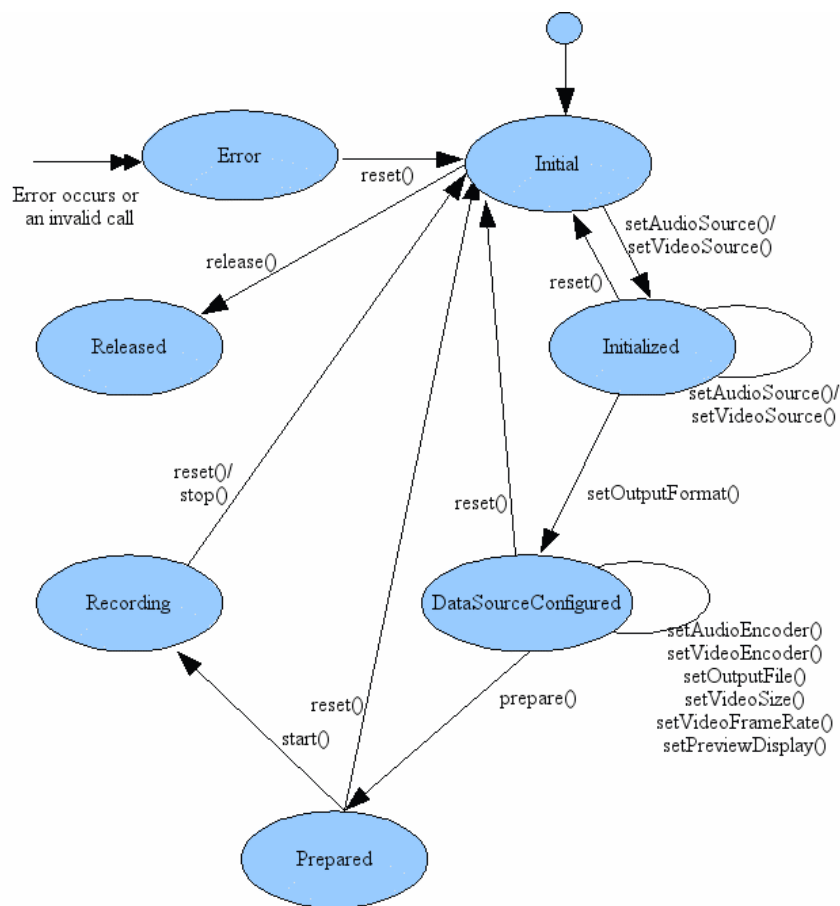 Error
Initial
reset()
Error occurs or
an invalid call
setAudioSource()/
setVideoSource()
release()
reset()
Released
Initialized
setAudioSource()/
setVideoSource()
reset()/
stop()
reset()
setOutputFormat()
Recording
DataSourceConfigured
setAudioEncoder()
setVideoEncoder()
setOutputFile()
setVideoSize()
setVideoFrameRate()
setPreviewDisplay()
reset()
prepare()
start()
Prepared